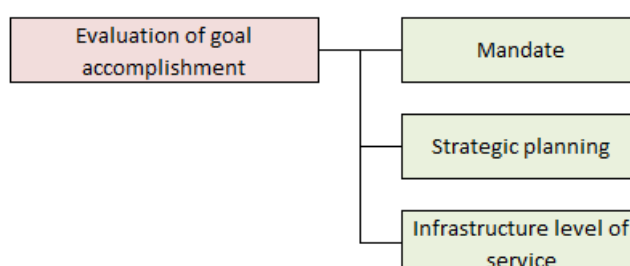 Evaluation of goal
accomplishment
Mandate
Strategic planning
Infrastructure level of
service